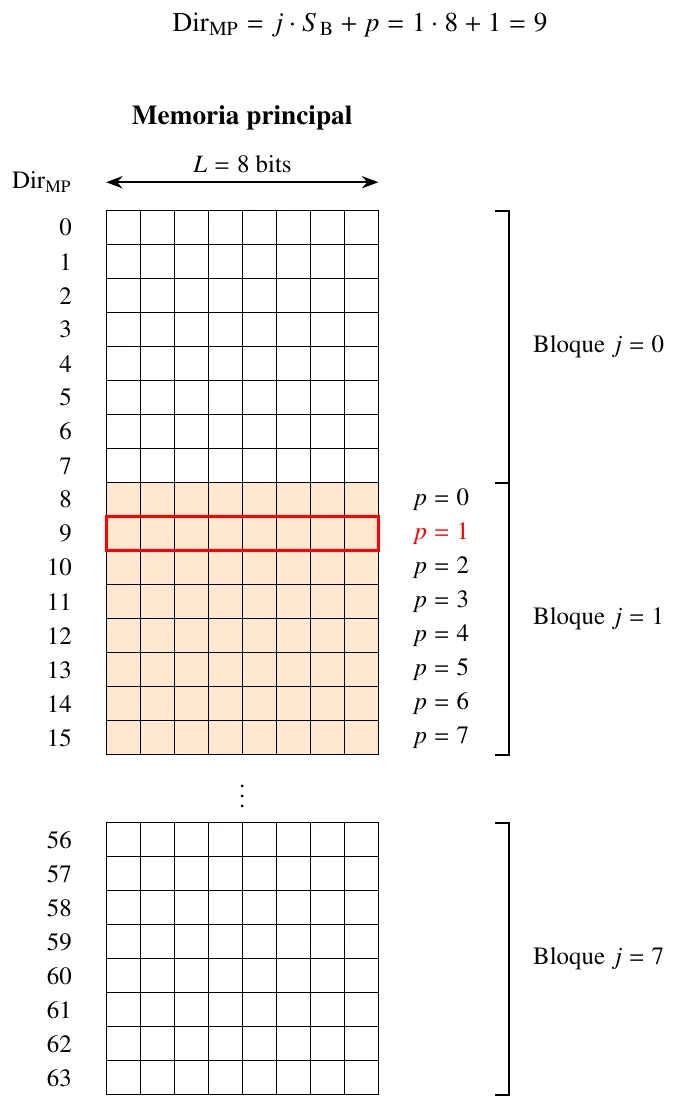 Dir_MP = j · S_B + p = 1 · 8 + 1 = 9
Memoria principal
Dir_MP
L = 8 bits
0
1
2
3
Bloque j = 0
4
5
6
7
8 p = 0
9 p = 1
10 p = 2
11 p = 3
Bloque j = 1
12 p = 4
13 p = 5
14 p = 6
15 p = 7
⋮
56
57
58
59
Bloque j = 7
60
61
62
63